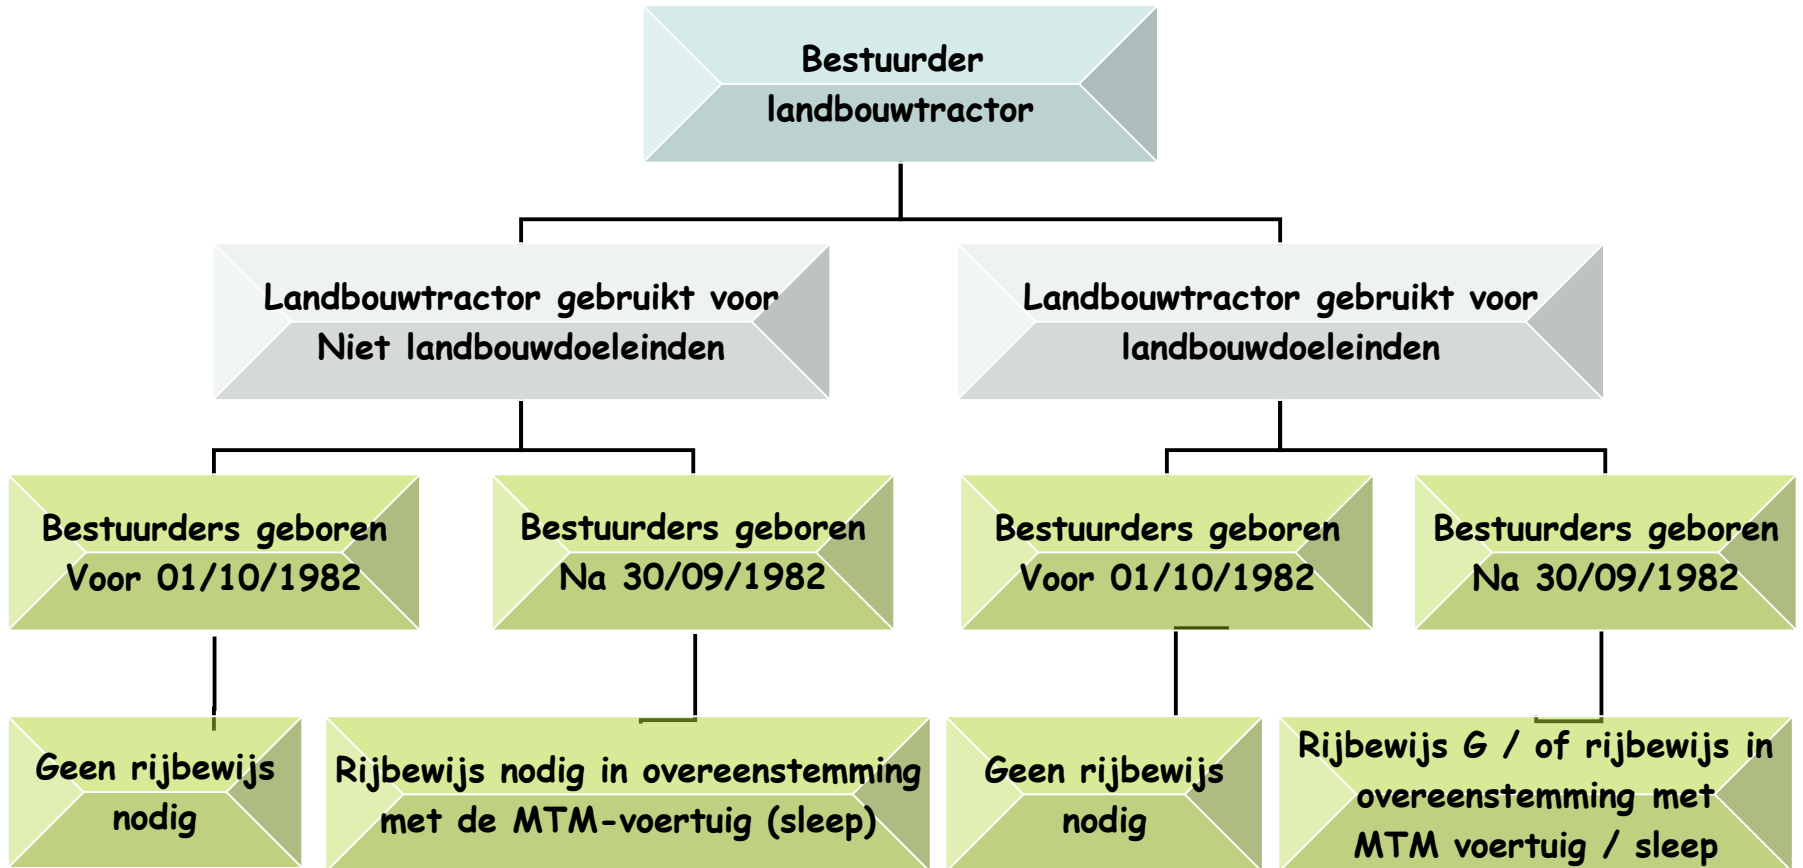 Bestuurder
landbouwtractor
Landbouwtractor gebruikt voor
Niet landbouwdoeleinden
Landbouwtractor gebruikt voor
landbouwdoeleinden
Bestuurders geboren
Voor 01/10/1982
Bestuurders geboren
Na 30/09/1982
Bestuurders geboren
Voor 01/10/1982
Bestuurders geboren
Na 30/09/1982
Geen rijbewijs
nodig
Rijbewijs nodig in overeenstemming
met de MTM-voertuig (sleep)
Geen rijbewijs
nodig
Rijbewijs G / of rijbewijs in
overeenstemming met
MTM voertuig / sleep